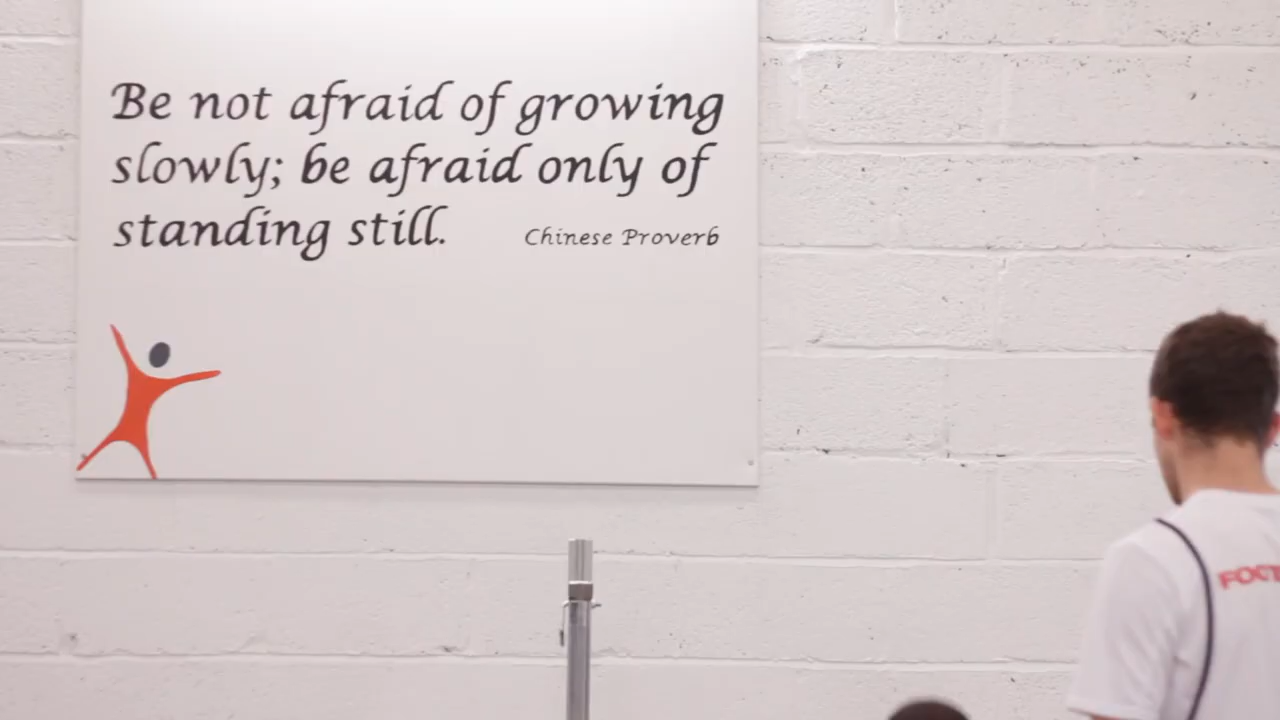 Be not afraid of growing
slowly; be afraid only of
standing still.
Chinese Proverb